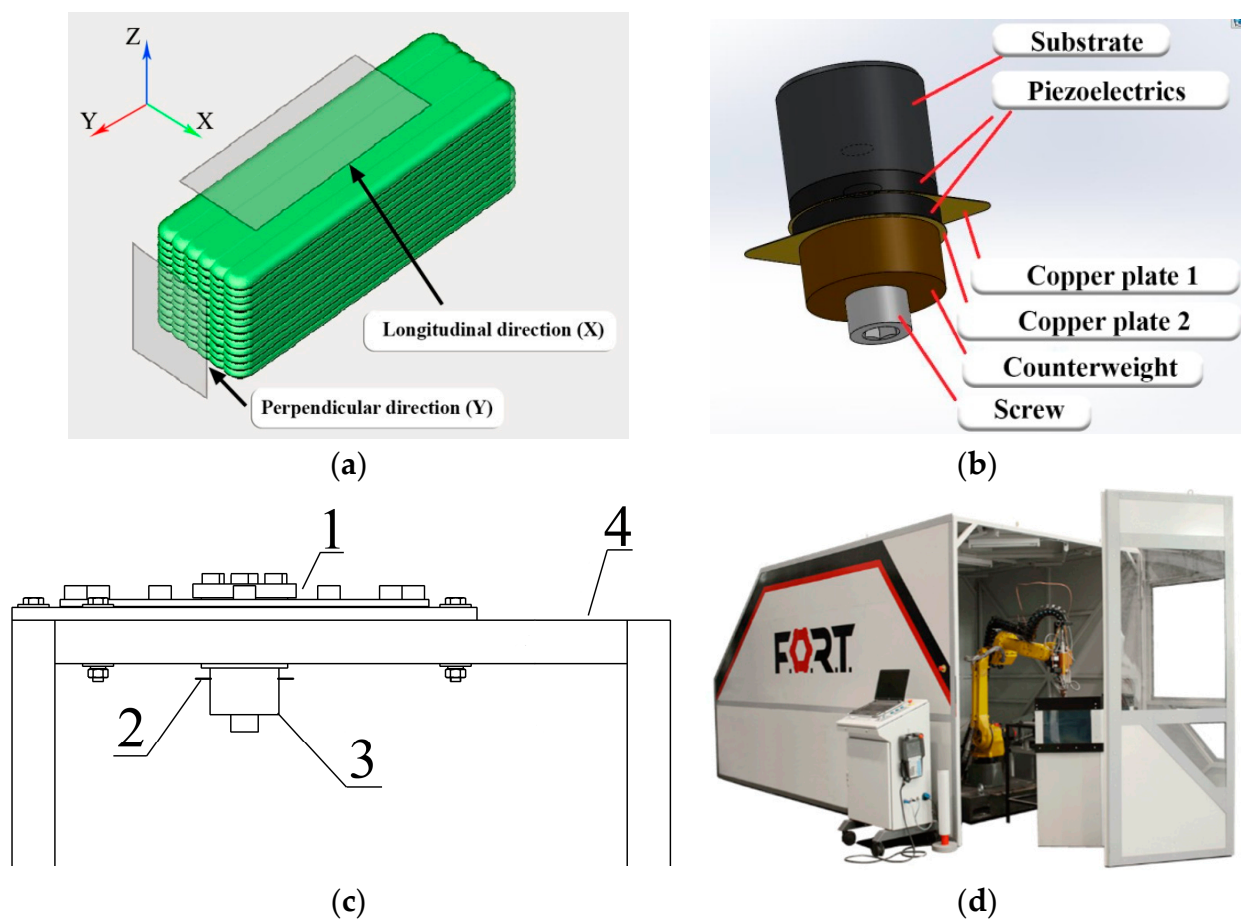 Z
Y
X
Longitudinal direction (X)
Perpendicular direction (Y)
(a)
Substrate
Piezoelectrics
Copper plate 1
Copper plate 2
Counterweight
Screw
(b)
1
4
2
3
(c)
F.O.R.T.
(d)